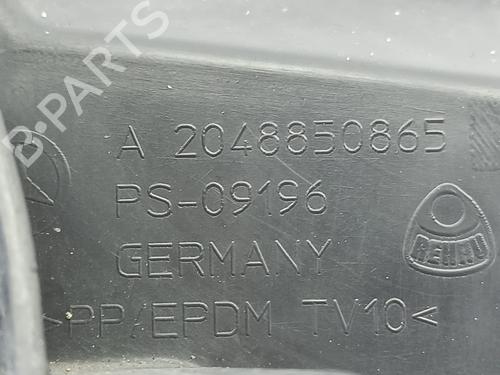 B-PARTS
A 2048850865
PS-09196
REHAU
GERMANY
>PP/EPDM TV10<